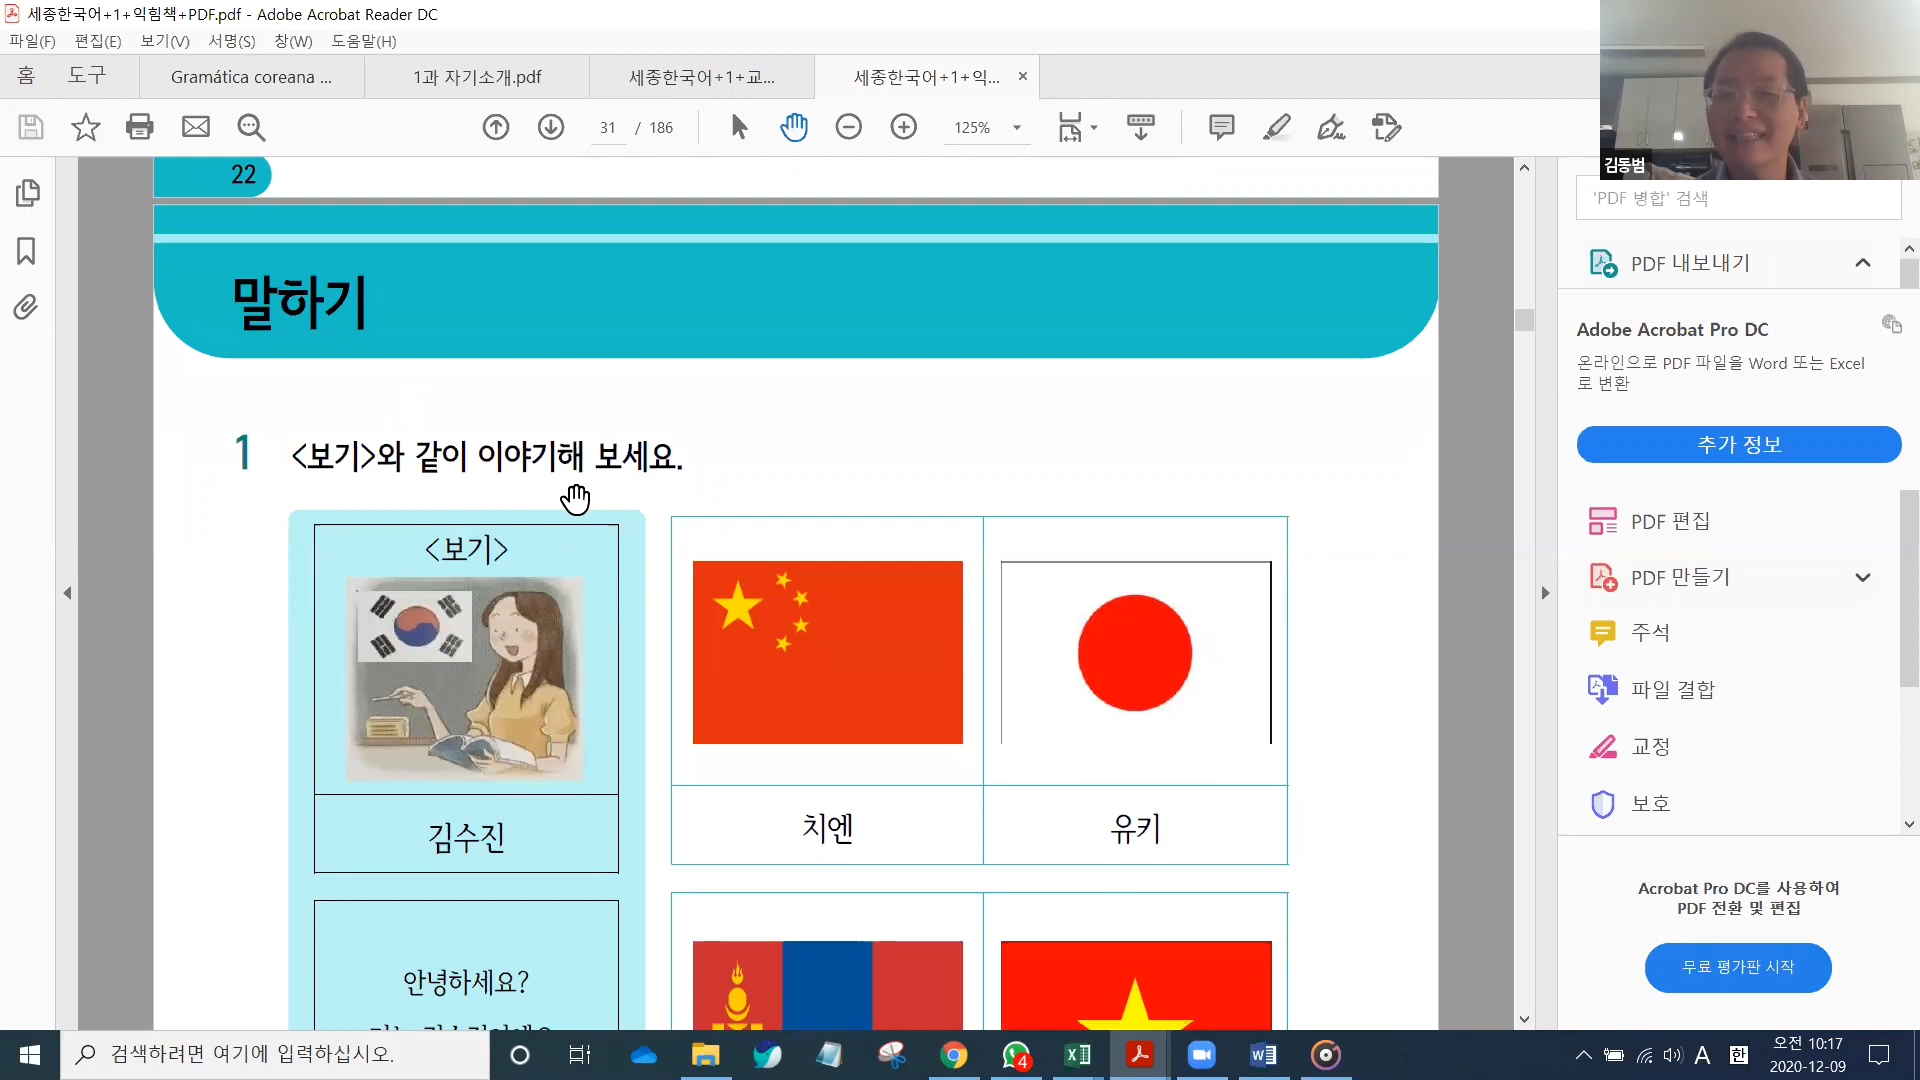 세종한국어+1+익힘책+PDF.pdf - Adobe Acrobat Reader DC
파일(F) 편집(E) 보기(V) 서명(S) 창(W) 도움말(H)
홈 도구 Gramática coreana ... 1과 자기소개.pdf 세종한국어+1+교... 세종한국어+1+익... ×
31 / 186 125%
김동범
22
말하기
1 <보기>와 같이 이야기해 보세요.
<보기>
김수진
치엔
유키
안녕하세요?
'PDF 병합' 검색
PDF 내보내기
Adobe Acrobat Pro DC
온라인으로 PDF 파일을 Word 또는 Excel
로 변환
추가 정보
PDF 편집
PDF 만들기
주석
파일 결합
교정
보호
Acrobat Pro DC를 사용하여
PDF 전환 및 편집
무료 평가판 시작
검색하려면 여기에 입력하십시오.
4
A 한
오전 10:17
2020-12-09